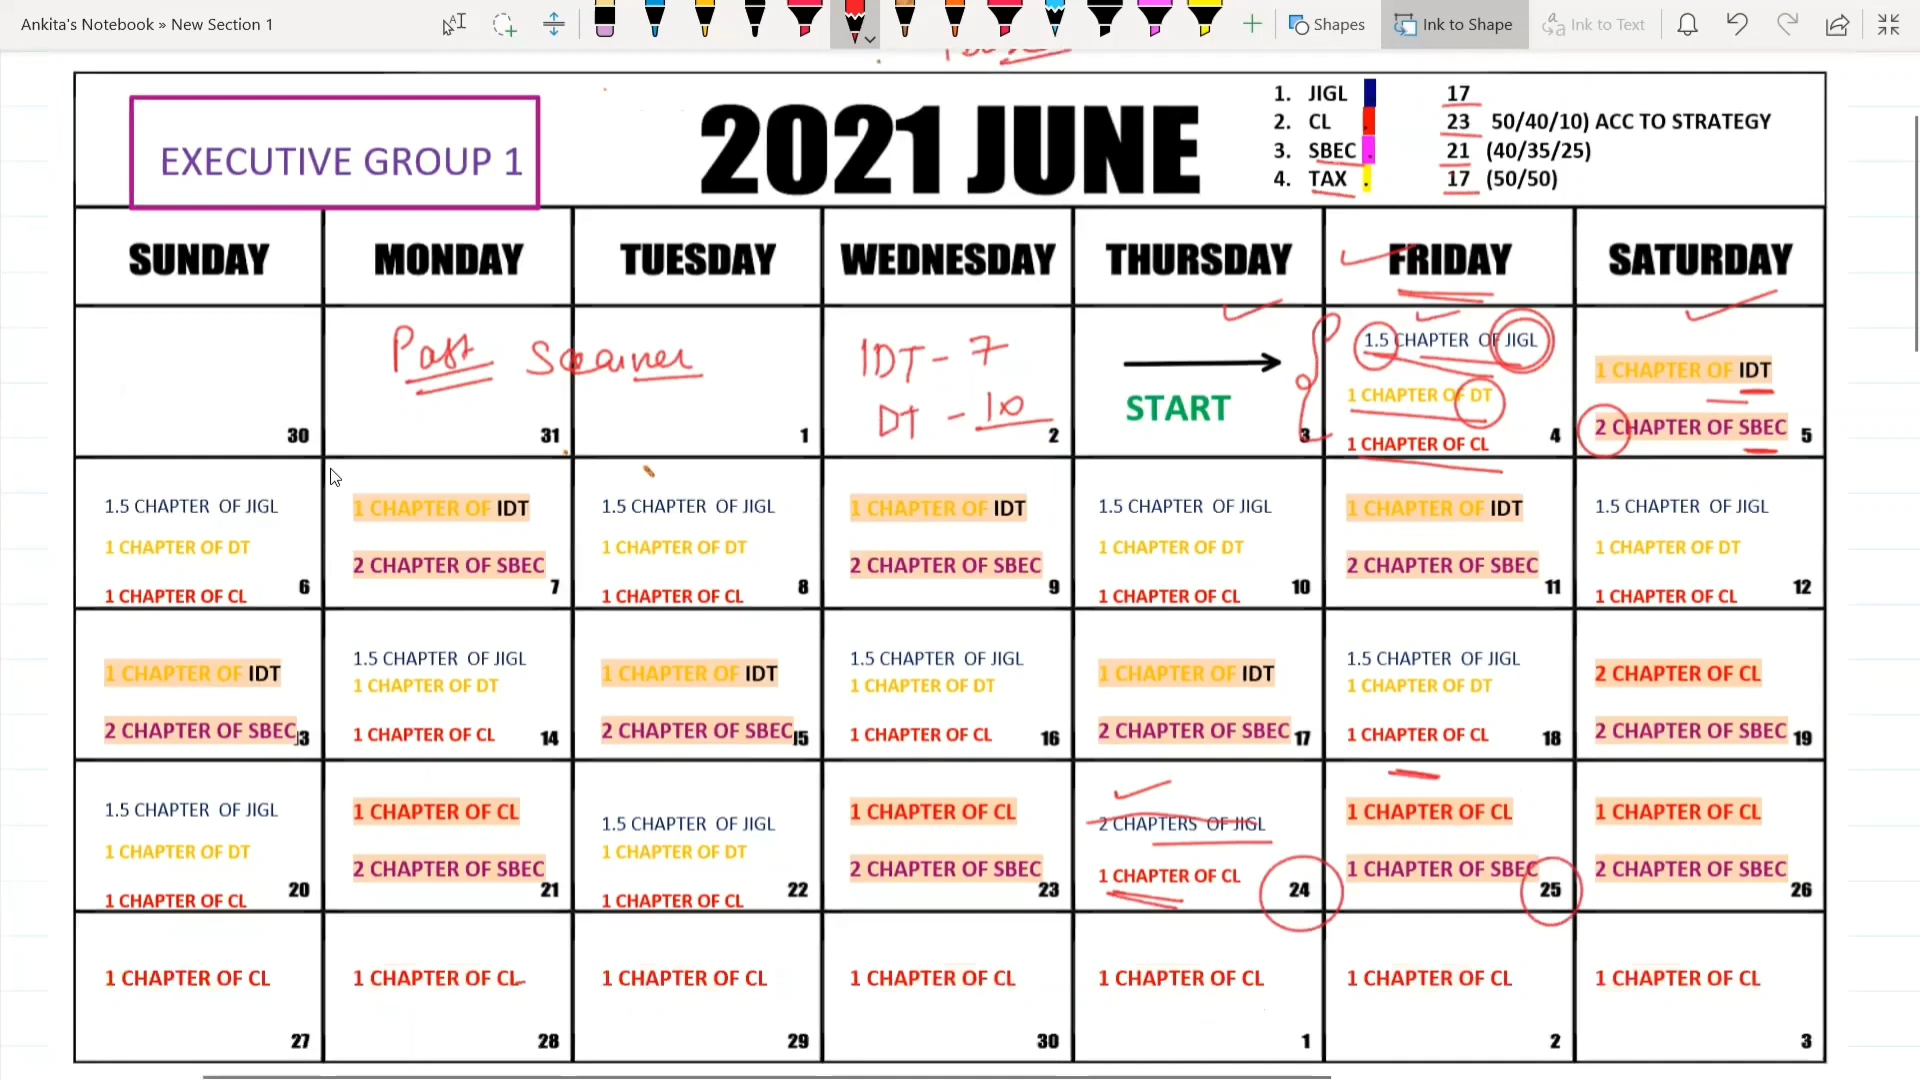 Ankita's Notebook » New Section 1
Shapes
Ink to Shape
Ink to Text
EXECUTIVE GROUP 1
2021 JUNE
1. JIGL 17
2. CL 23 50/40/10) ACC TO STRATEGY
3. SBEC 21 (40/35/25)
4. TAX 17 (50/50)
SUNDAY MONDAY TUESDAY WEDNESDAY THURSDAY FRIDAY SATURDAY
30
Past Scanner
31
1
IDT - 7
DT - 10
2
START
3
1.5 CHAPTER OF JIGL
1 CHAPTER OF DT
1 CHAPTER OF CL
4
1 CHAPTER OF IDT
2 CHAPTER OF SBEC
5
1.5 CHAPTER OF JIGL
1 CHAPTER OF DT
1 CHAPTER OF CL
6
1 CHAPTER OF IDT
2 CHAPTER OF SBEC
7
1.5 CHAPTER OF JIGL
1 CHAPTER OF DT
1 CHAPTER OF CL
8
1 CHAPTER OF IDT
2 CHAPTER OF SBEC
9
1.5 CHAPTER OF JIGL
1 CHAPTER OF DT
1 CHAPTER OF CL
10
1 CHAPTER OF IDT
2 CHAPTER OF SBEC
11
1.5 CHAPTER OF JIGL
1 CHAPTER OF DT
1 CHAPTER OF CL
12
1 CHAPTER OF IDT
2 CHAPTER OF SBEC
13
1.5 CHAPTER OF JIGL
1 CHAPTER OF DT
1 CHAPTER OF CL
14
1 CHAPTER OF IDT
2 CHAPTER OF SBEC
15
1.5 CHAPTER OF JIGL
1 CHAPTER OF DT
1 CHAPTER OF CL
16
1 CHAPTER OF IDT
2 CHAPTER OF SBEC
17
1.5 CHAPTER OF JIGL
1 CHAPTER OF DT
1 CHAPTER OF CL
18
2 CHAPTER OF CL
2 CHAPTER OF SBEC
19
1.5 CHAPTER OF JIGL
1 CHAPTER OF DT
1 CHAPTER OF CL
20
1 CHAPTER OF CL
2 CHAPTER OF SBEC
21
1.5 CHAPTER OF JIGL
1 CHAPTER OF DT
1 CHAPTER OF CL
22
1 CHAPTER OF CL
2 CHAPTER OF SBEC
23
2 CHAPTERS OF JIGL
1 CHAPTER OF CL
24
1 CHAPTER OF CL
1 CHAPTER OF SBEC
25
1 CHAPTER OF CL
2 CHAPTER OF SBEC
26
1 CHAPTER OF CL
27
1 CHAPTER OF CL
28
1 CHAPTER OF CL
29
1 CHAPTER OF CL
30
1 CHAPTER OF CL
1
1 CHAPTER OF CL
2
1 CHAPTER OF CL
3